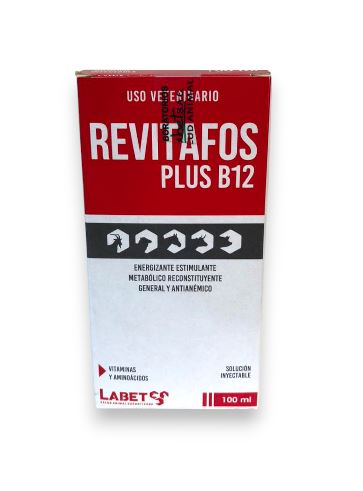 USO VETERINARIO
REVITAFOS
PLUS B12
ENERGIZANTE ESTIMULANTE
METABÓLICO RECONSTITUYENTE
GENERAL Y ANTIANÉMICO
VITAMINAS
Y AMINOÁCIDOS
SOLUCIÓN
INYECTABLE
LABET
100 ml